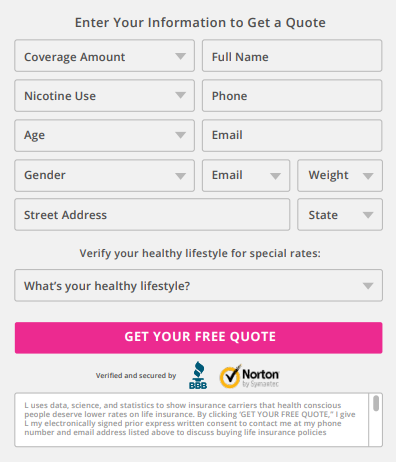 Enter Your Information to Get a Quote
Coverage Amount
Full Name
Nicotine Use
Phone
Age
Email
Gender
Email
Weight
Street Address
State
Verify your healthy lifestyle for special rates:
What's your healthy lifestyle?
GET YOUR FREE QUOTE
Verified and secured by
BBB
Norton
by Symantec
L uses data, science, and statistics to show insurance carriers that health conscious
people deserve lower rates on life insurance. By clicking 'GET YOUR FREE QUOTE," I give
L my electronically signed prior express written consent to contact me at my phone
number and email address listed above to discuss buying life insurance policies